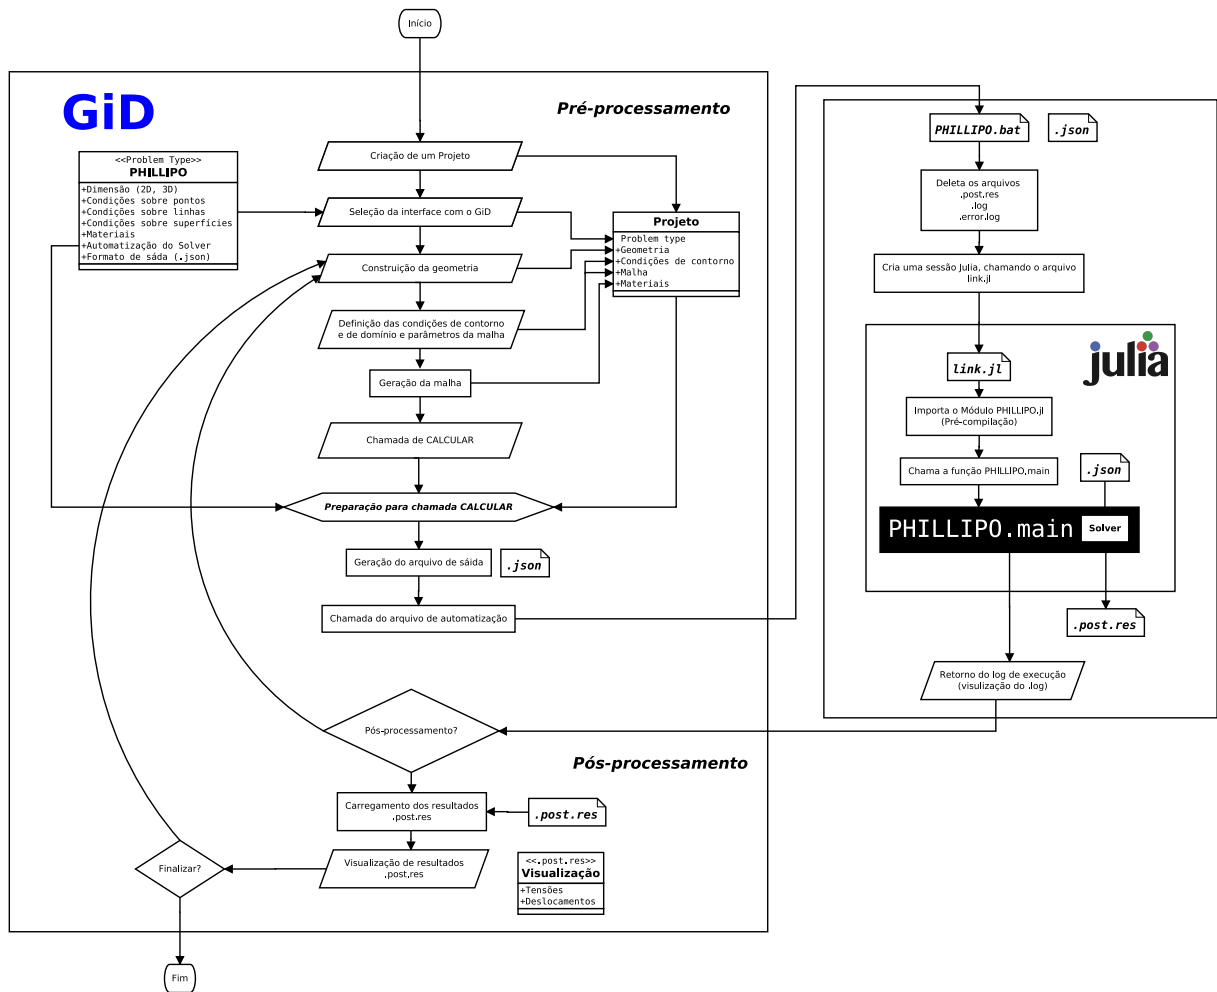 Início
GiD
Pré-processamento
<<Problem Type>>
PHILLIPO
+Dimensão (2D, 3D)
+Condições sobre pontos
+Condições sobre linhas
+Condições sobre superfícies
+Materiais
+Automatização do Solver
+Formato de sáda (.json)
Criação de um Projeto
Seleção da interface com o GiD
Construição da geometria
Definição das condições de contorno
e de domínio e parâmetros da malha
Geração da malha
Chamada de CALCULAR
Preparação para chamada CALCULAR
Geração do arquivo de sáida
.json
Chamada do arquivo de automatização
Projeto
Problem type
+Geometria
+Condições de contorno
+Malha
+Materiais
PHILLIPO.bat
.json
Deleta os arquivos
.post.res
.log
.error.log
Cria uma sessão Julia, chamando o arquivo
link.jl
julia
link.jl
Importa o Módulo PHILLIPO.jl
(Pré-compilação)
Chama a função PHILLIPO.main
.json
PHILLIPO.main
Solver
.post.res
Retorno do log de execução
(visulização do .log)
Pós-processamento?
Pós-processamento
Carregamento dos resultados
.post.res
.post.res
Visualização de resultados
.post.res
<<.post.res>>
Visualização
+Tensões
+Deslocamentos
Finalizar?
Fim